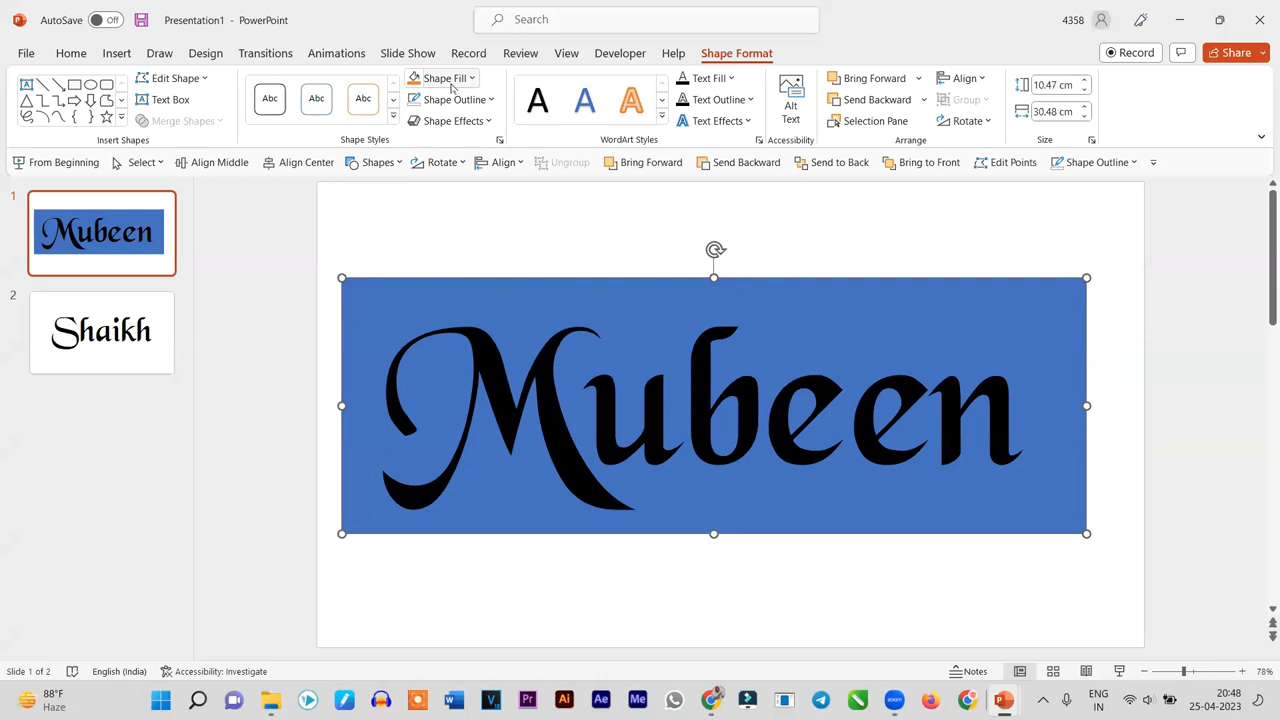 AutoSave Off Presentation1 - PowerPoint Search 4358
File Home Insert Draw Design Transitions Animations Slide Show Record Review View Developer Help Shape Format Record Share
Edit Shape Text Box Merge Shapes
Insert Shapes
Abc Abc Abc
Shape Fill
Shape Outline
Shape Effects
Shape Styles
A A A
Text Fill
Text Outline
Text Effects
WordArt Styles
Alt Text
Accessibility
Bring Forward
Send Backward
Selection Pane
Align
Group
Rotate
Arrange
10.47 cm
30.48 cm
Size
From Beginning Select Align Middle Align Center Shapes Rotate Align Ungroup Bring Forward Send Backward Send to Back Bring to Front Edit Points Shape Outline
1
Mubeen
2
Shaikh
Mubeen
Slide 1 of 2 English (India) Accessibility: Investigate Notes 78%
88°F
Haze
ENG
IN
20:48
25-04-2023